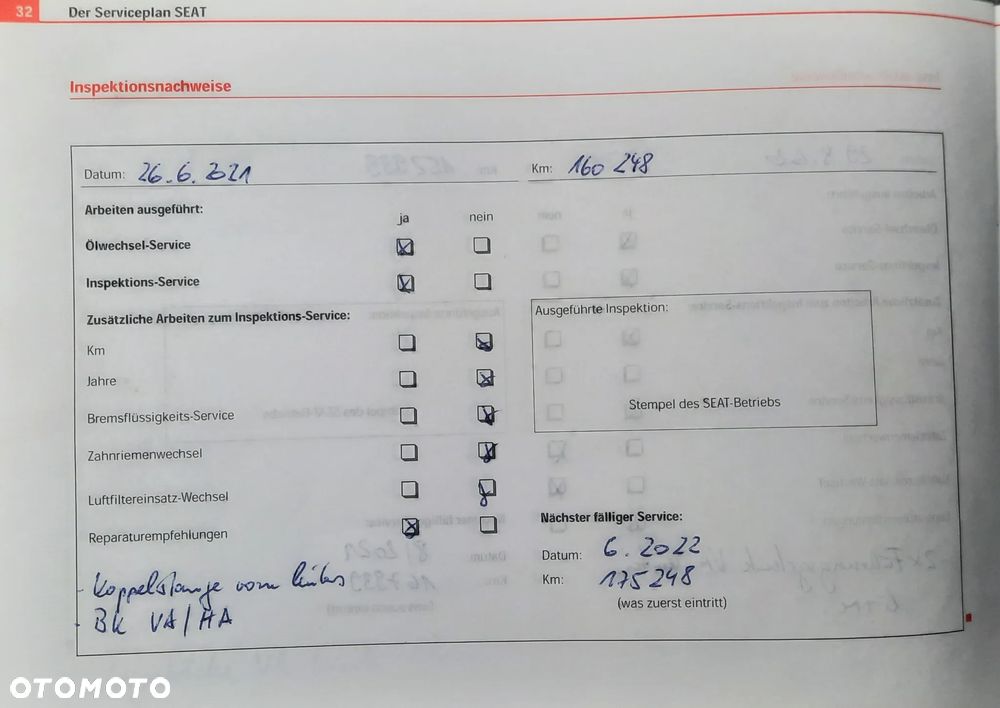 32 Der Serviceplan SEAT
Inspektionsnachweise
Datum: 26.6.2021 Km: 160 248
Arbeiten ausgeführt: ja nein
Ölwechsel-Service
Inspektions-Service
Zusätzliche Arbeiten zum Inspektions-Service:
Km
Jahre
Bremsflüssigkeits-Service
Zahnriemenwechsel
Luftfiltereinsatz-Wechsel
Reparaturempfehlungen
- Koppelstange vorn links
- BK VA/HA
Ausgeführte Inspektion:
Stempel des SEAT-Betriebs
Nächster fälliger Service:
Datum: 6.2022
Km: 175248
(was zuerst eintritt)
OTOMOTO